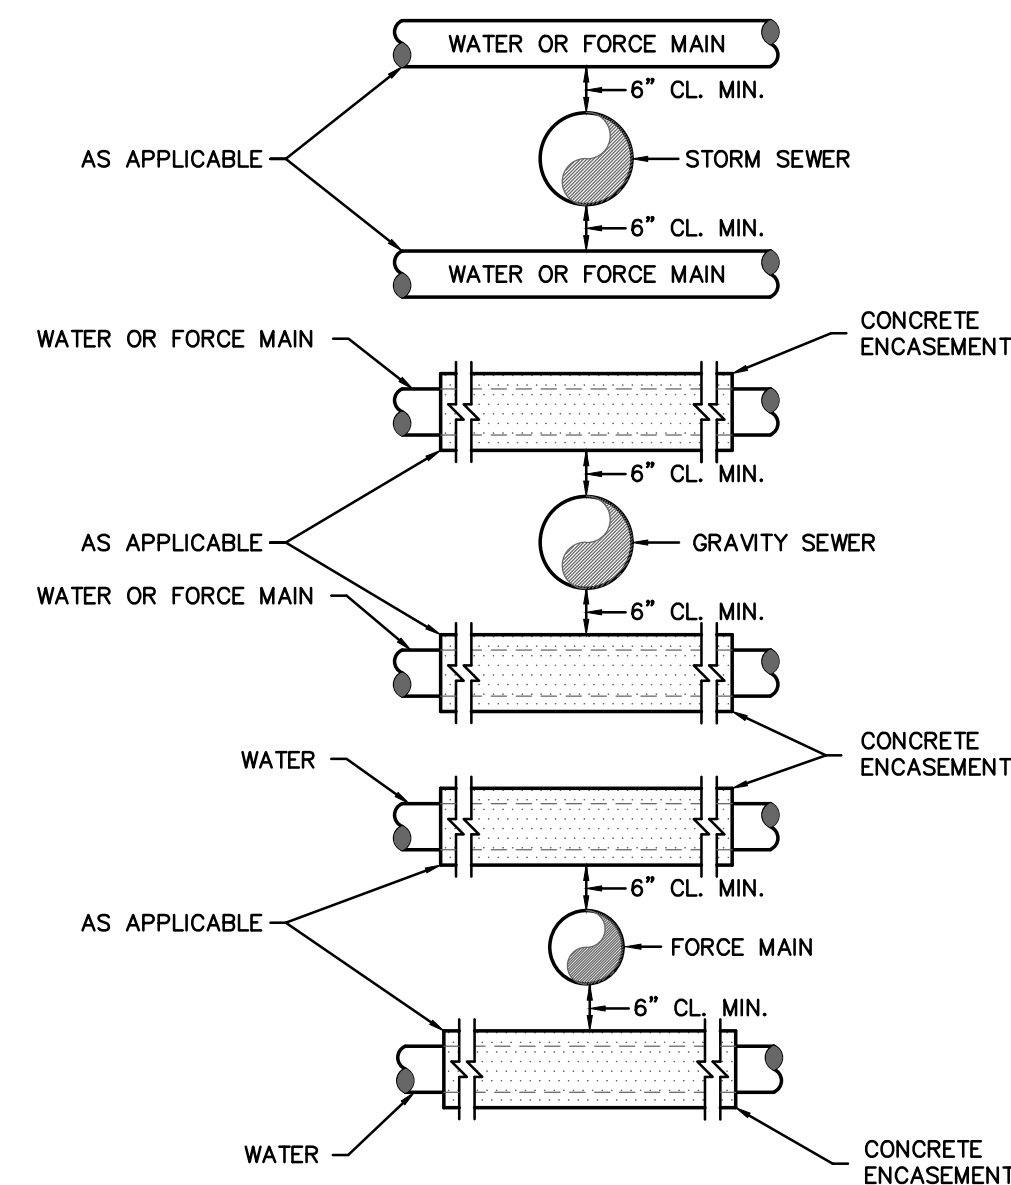 WATER OR FORCE MAIN
6” CL. MIN.
AS APPLICABLE
STORM SEWER
6” CL. MIN.
WATER OR FORCE MAIN
CONCRETE
ENCASEMENT
WATER OR FORCE MAIN
6” CL. MIN.
AS APPLICABLE
GRAVITY SEWER
WATER OR FORCE MAIN
6” CL. MIN.
CONCRETE
ENCASEMENT
WATER
6” CL. MIN.
AS APPLICABLE
FORCE MAIN
6” CL. MIN.
WATER
CONCRETE
ENCASEMENT